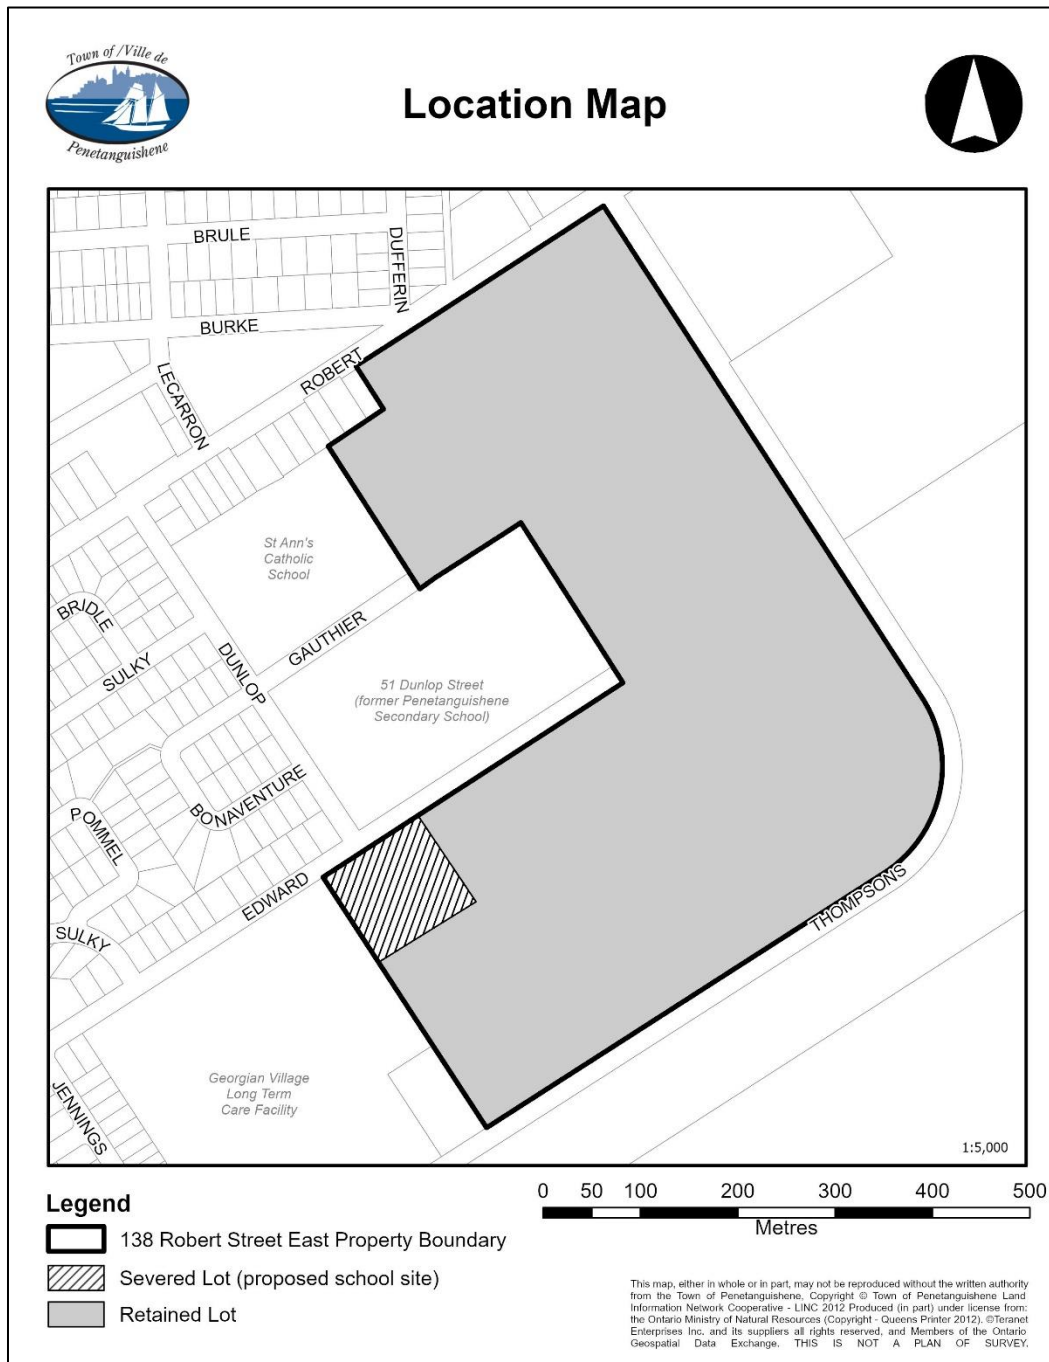 Town of /Ville de
Penetanguishene
Location Map
BRULE
DUFFERIN
BURKE
LECARRON
ROBERT
St Ann's
Catholic
School
BRIDLE
SULKY
DUNLOP
GAUTHIER
51 Dunlop Street
(former Penetanguishene
Secondary School)
BONAVENTURE
POMMEL
EDWARD
SULKY
THOMPSONS
JENNINGS
Georgian Village
Long Term
Care Facility
1:5,000
Legend
138 Robert Street East Property Boundary
Severed Lot (proposed school site)
Retained Lot
0 50 100 200 300 400 500
Metres
This map, either in whole or in part, may not be reproduced without the written authority
from the Town of Penetanguishene, Copyright © Town of Penetanguishene Land
Information Network Cooperative - LINC 2012 Produced (in part) under license from:
the Ontario Ministry of Natural Resources (Copyright - Queens Printer 2012). ©Teranet
Enterprises Inc. and its suppliers all rights reserved, and Members of the Ontario
Geospatial Data Exchange. THIS IS NOT A PLAN OF SURVEY.